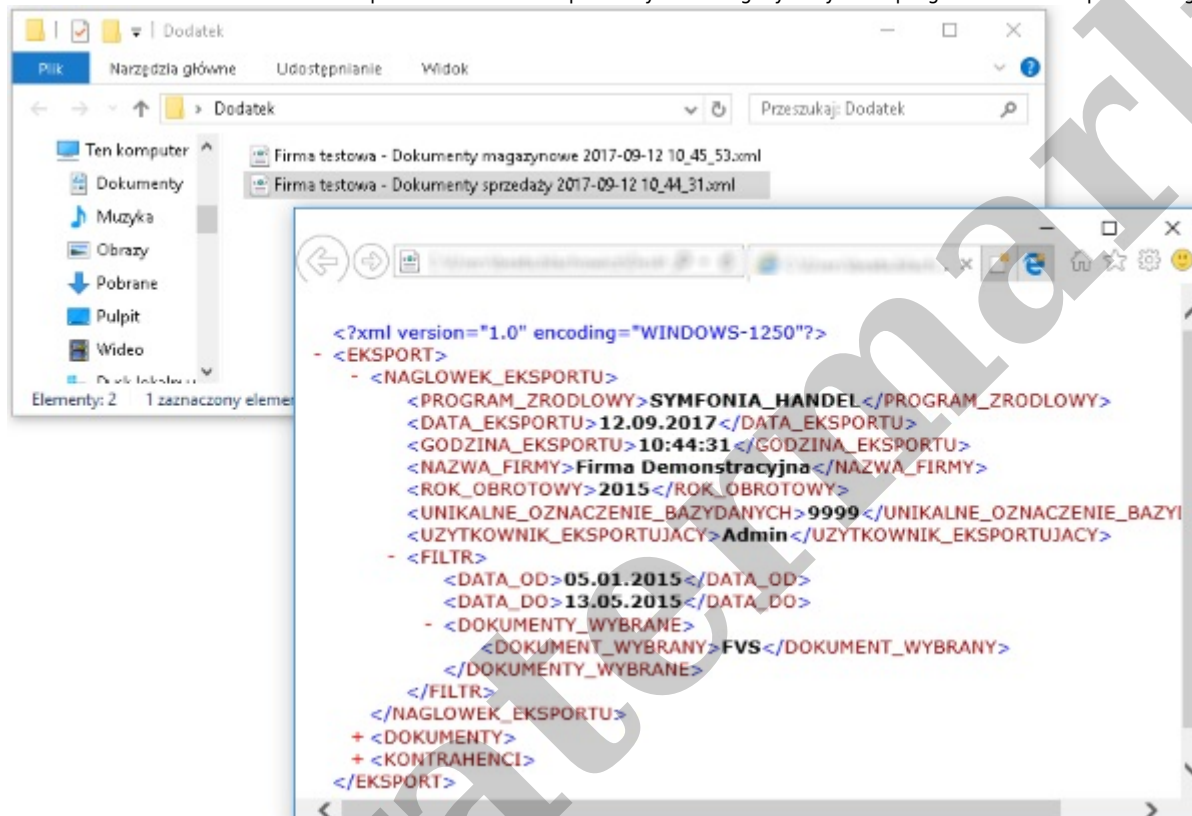 Dodatek
Plik Narzędzia główne Udostępnianie Widok
Dodatek
Przeszukaj: Dodatek
Ten komputer
Dokumenty
Muzyka
Obrazy
Pobrane
Pulpit
Wideo
Elementy: 2 1 zaznaczony
Firma testowa - Dokumenty magazynowe 2017-09-12 10_45_53.xml
Firma testowa - Dokumenty sprzedaży 2017-09-12 10_44_31.xml
<?xml version="1.0" encoding="WINDOWS-1250"?>
- <EKSPORT>
- <NAGLOWEK_EKSPORTU>
<PROGRAM_ZRODLOWY>SYMFONIA_HANDEL</PROGRAM_ZRODLOWY>
<DATA_EKSPORTU>12.09.2017</DATA_EKSPORTU>
<GODZINA_EKSPORTU>10:44:31</GODZINA_EKSPORTU>
<NAZWA_FIRMY>Firma Demonstracyjna</NAZWA_FIRMY>
<ROK_OBROTOWY>2015</ROK_OBROTOWY>
<UNIKALNE_OZNACZENIE_BAZYDANYCH>9999</UNIKALNE_OZNACZENIE_BAZY
<UZYTKOWNIK_EKSPORTUJACY>Admin</UZYTKOWNIK_EKSPORTUJACY>
- <FILTR>
<DATA_OD>05.01.2015</DATA_OD>
<DATA_DO>13.05.2015</DATA_DO>
- <DOKUMENTY_WYBRANE>
<DOKUMENT_WYBRANY>FVS</DOKUMENT_WYBRANY>
</DOKUMENTY_WYBRANE>
</FILTR>
</NAGLOWEK_EKSPORTU>
+ <DOKUMENTY>
+ <KONTRAHENCI>
</EKSPORT>